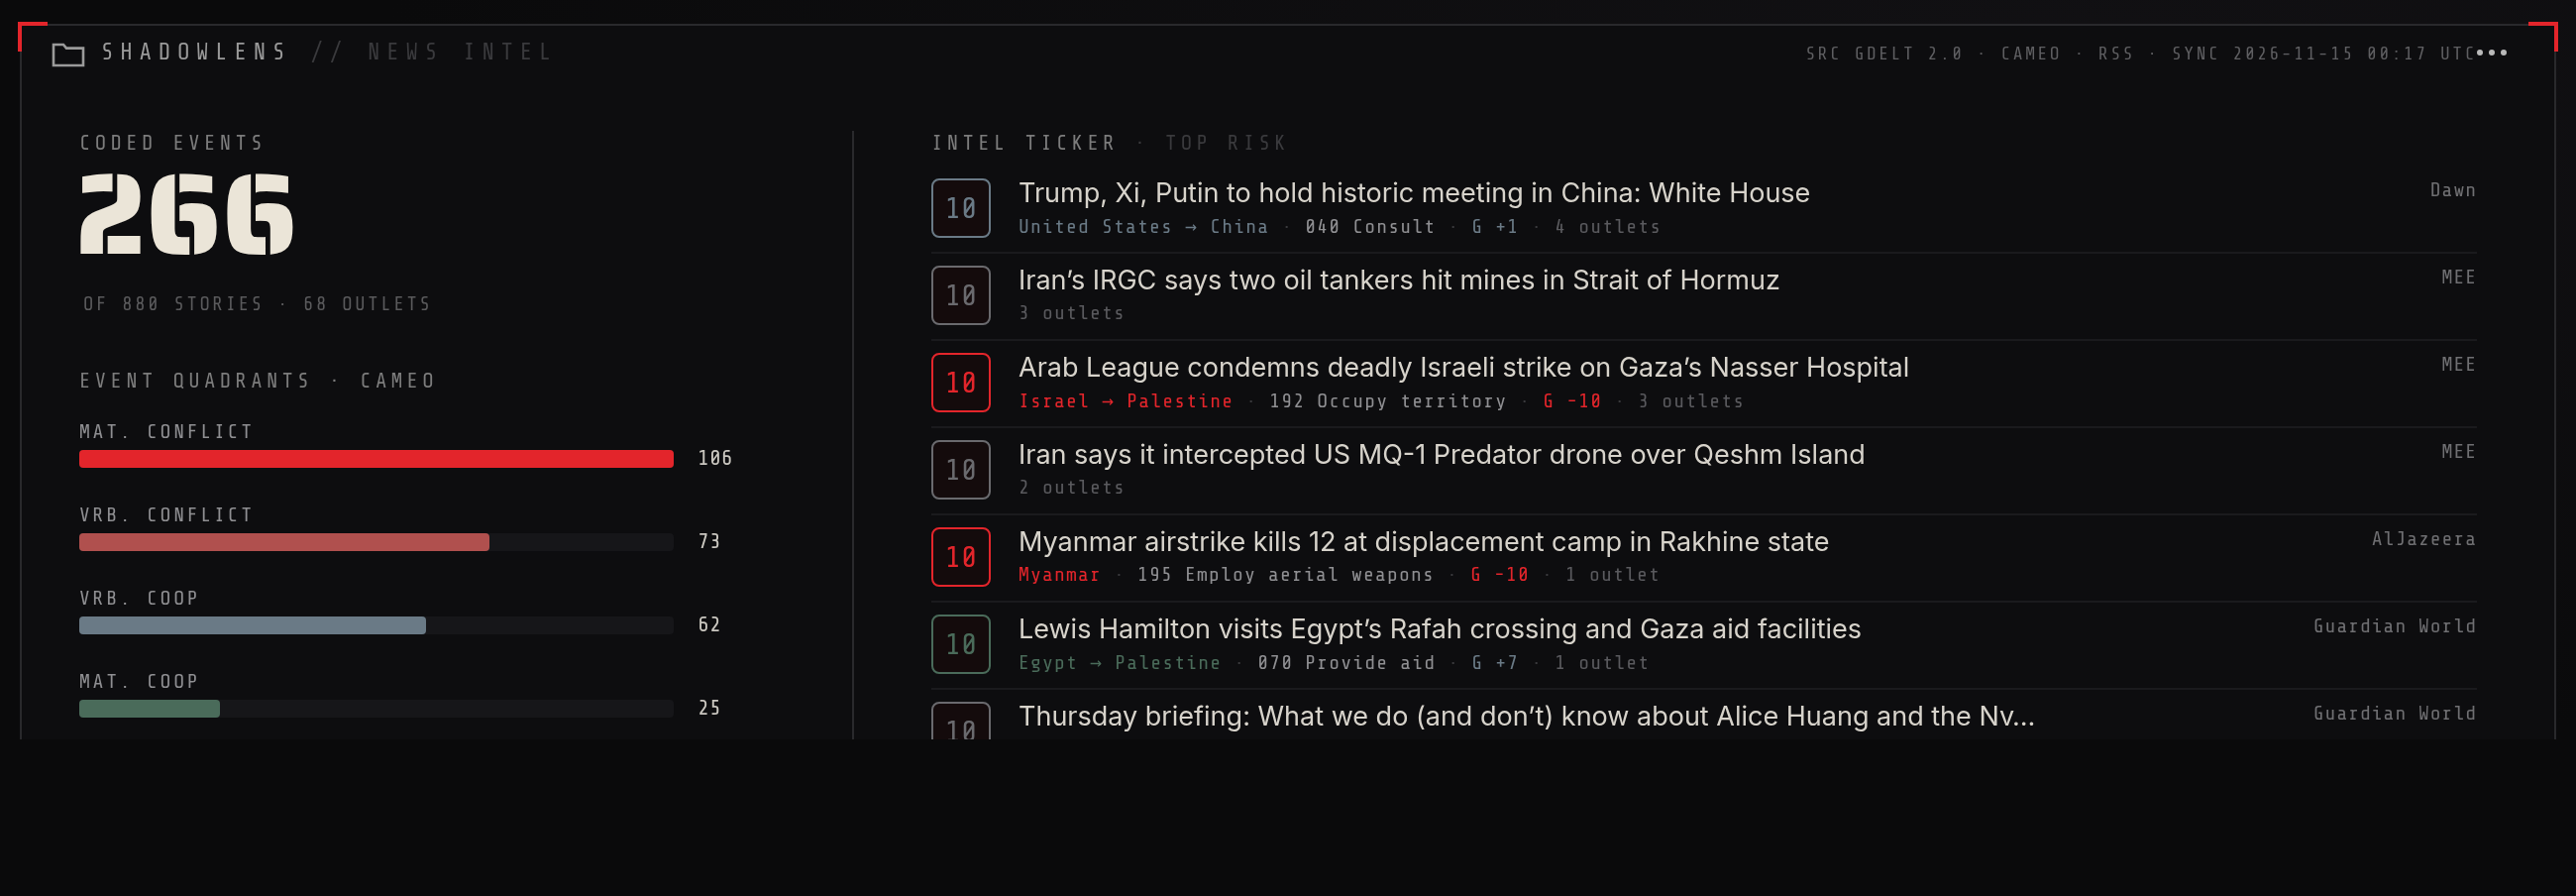 SHADOWLENS // NEWS INTEL
SRC GDELT 2.0 · CAMEO · RSS · SYNC 2026-11-15 00:17 UTC•••
CODED EVENTS
266
OF 880 STORIES · 68 OUTLETS
EVENT QUADRANTS · CAMEO
MAT. CONFLICT
106
VRB. CONFLICT
73
VRB. COOP
62
MAT. COOP
25
INTEL TICKER · TOP RISK
10
Trump, Xi, Putin to hold historic meeting in China: White House
Dawn
United States → China · 040 Consult · G +1 · 4 outlets
10
Iran’s IRGC says two oil tankers hit mines in Strait of Hormuz
MEE
3 outlets
10
Arab League condemns deadly Israeli strike on Gaza’s Nasser Hospital
MEE
Israel → Palestine · 192 Occupy territory · G -10 · 3 outlets
10
Iran says it intercepted US MQ-1 Predator drone over Qeshm Island
MEE
2 outlets
10
Myanmar airstrike kills 12 at displacement camp in Rakhine state
AlJazeera
Myanmar · 195 Employ aerial weapons · G -10 · 1 outlet
10
Lewis Hamilton visits Egypt’s Rafah crossing and Gaza aid facilities
Guardian World
Egypt → Palestine · 070 Provide aid · G +7 · 1 outlet
10
Thursday briefing: What we do (and don’t) know about Alice Huang and the Nv...
Guardian World